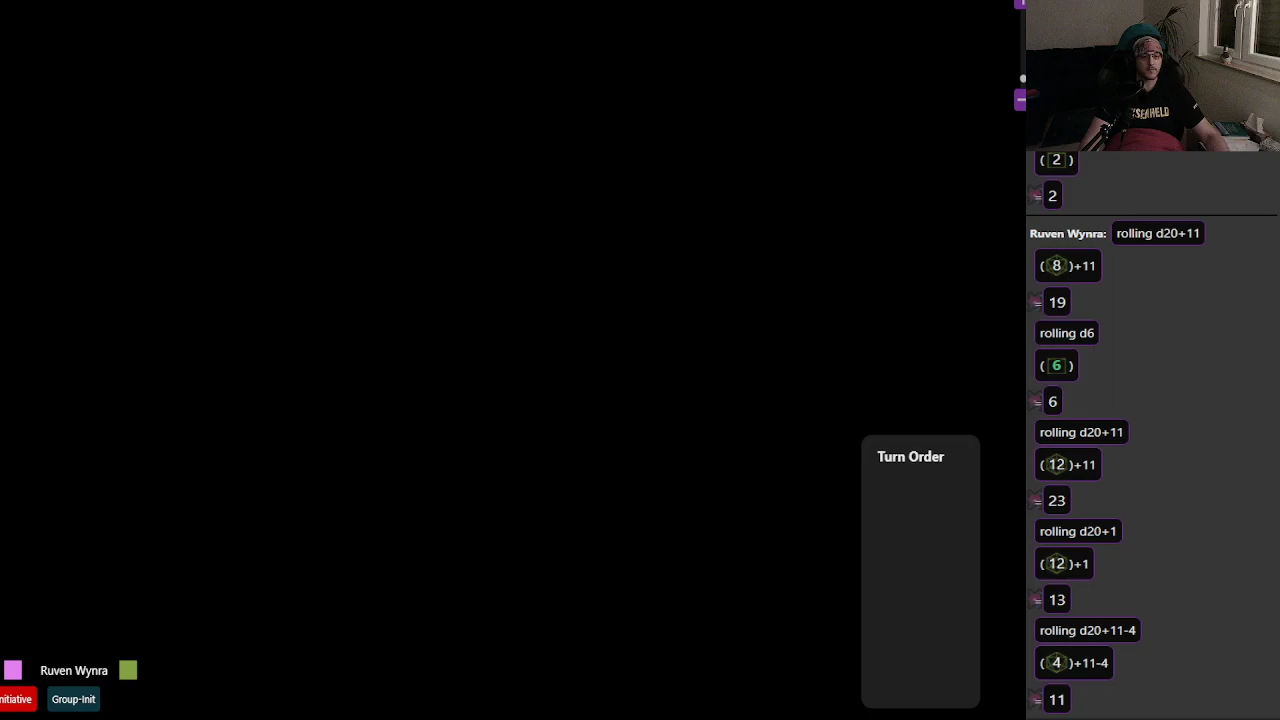 ( 2 )
= 2
Ruven Wynra: rolling d20+11
( 8 )+11
= 19
rolling d6
( 6 )
= 6
rolling d20+11
( 12 )+11
= 23
rolling d20+1
( 12 )+1
= 13
rolling d20+11-4
( 4 )+11-4
= 11
Turn Order
Ruven Wynra
nitiative Group-Init